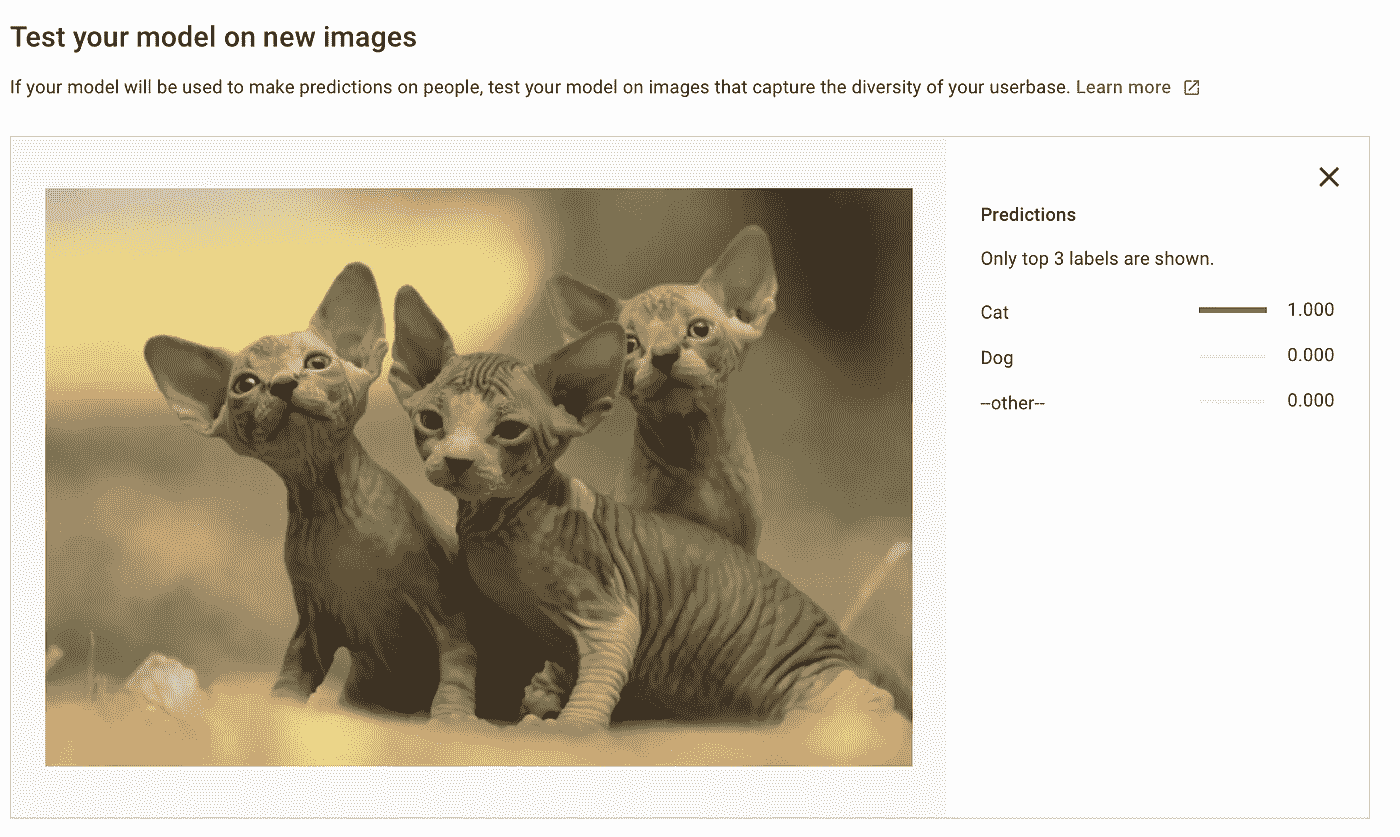 Test your model on new images
If your model will be used to make predictions on people, test your model on images that capture the diversity of your userbase. Learn more
Predictions
Only top 3 labels are shown.
Cat 1.000
Dog 0.000
--other-- 0.000